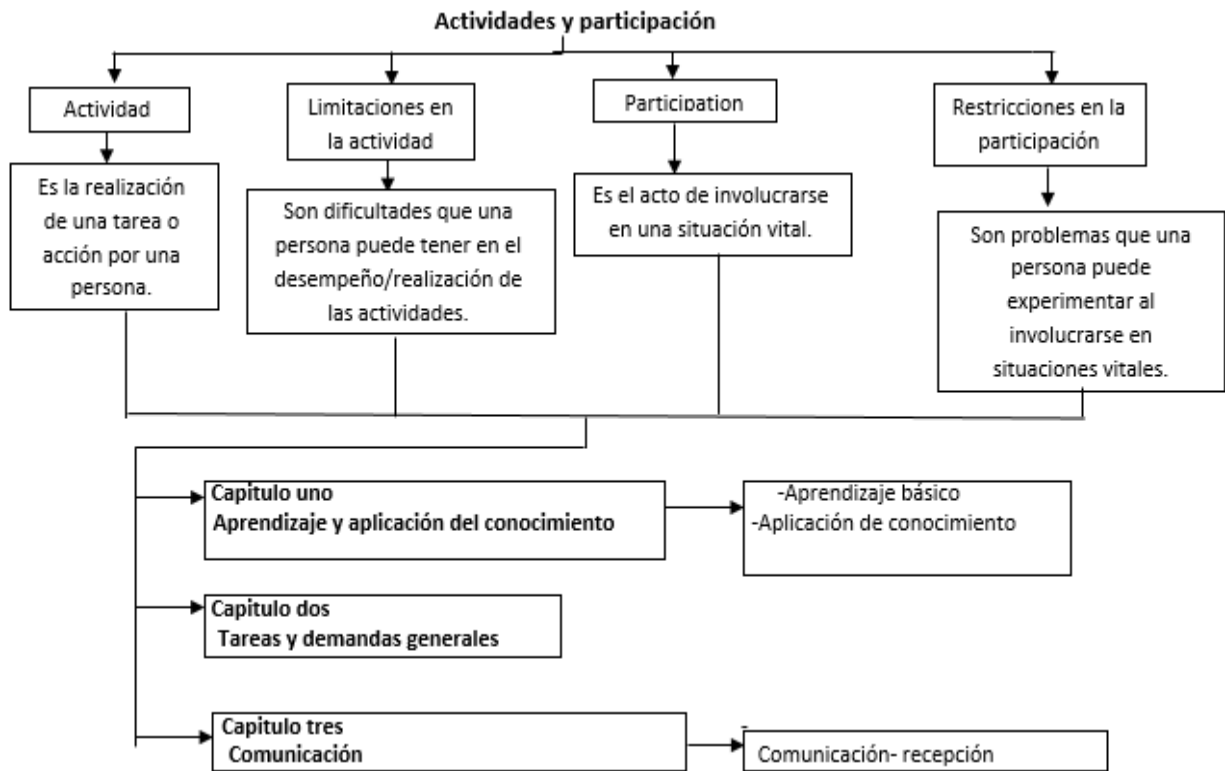 Actividades y participación
Actividad
Limitaciones en
la actividad
Participation
Restricciones en la
participación
Es la realización
de una tarea o
acción por una
persona.
Son dificultades que una
persona puede tener en el
desempeño/realización de
las actividades.
Es el acto de involucrarse
en una situación vital.
Son problemas que una
persona puede
experimentar al
involucrarse en
situaciones vitales.
Capitulo uno
Aprendizaje y aplicación del conocimiento
-Aprendizaje básico
-Aplicación de conocimiento
Capitulo dos
Tareas y demandas generales
Capitulo tres
Comunicación
-
Comunicación- recepción